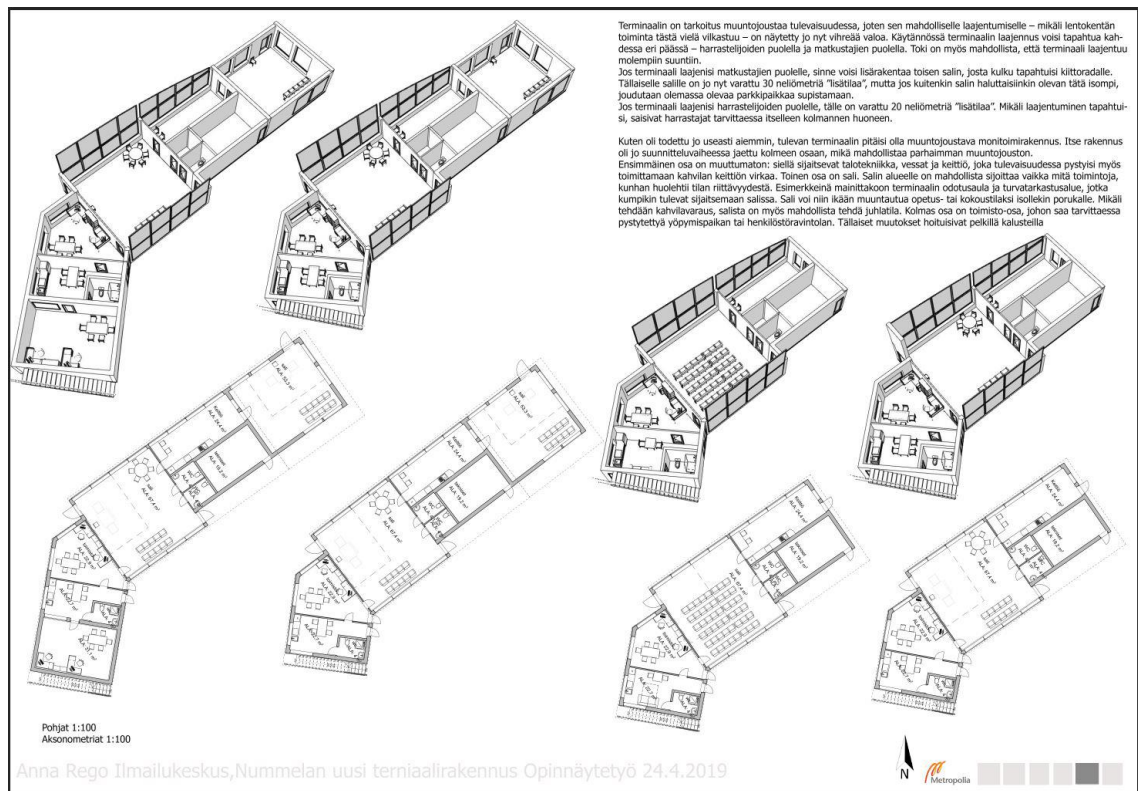 Terminaalin on tarkoitus muuntojoustaa tulevaisuudessa, joten sen mahdolliselle laajentumiselle – mikäli lentokentän
toiminta tästä vielä vilkastuu – on näytetty jo nyt vihreää valoa. Käytännössä terminaalin laajennus voisi tapahtua kah-
dessa eri päässä – harrastelijoiden puolella ja matkustajien puolella. Toki on myös mahdollista, että terminaali laajentuu
molempiin suuntiin.
Jos terminaali laajenisi matkustajien puolelle, sinne voisi lisärakentaa toisen salin, josta kulku tapahtuisi kiittoradalle.
Tällaiselle salille on jo nyt varattu 30 neliömetriä "lisätilaa", mutta jos kuitenkin salin haluttaisiinkin olevan tätä isompi,
joudutaan olemassa olevaa parkkipaikkaa supistamaan.
Jos terminaali laajenisi harrastelijoiden puolelle, tälle on varattu 20 neliömetriä "lisätilaa". Mikäli laajentuminen tapahtui-
si, saisivat harrastajat tarvittaessa itselleen kolmannen huoneen.
Kuten oli todettu jo useasti aiemmin, tulevan terminaalin pitäisi olla muuntojoustava monitoimirakennus. Itse rakennus
oli jo suunnitteluvaiheessa jaettu kolmeen osaan, mikä mahdollistaa parhaimman muuntojouston.
Ensimmäinen osa on muuttumaton: siellä sijaitsevat talotekniikka, vessat ja keittiö, joka tulevaisuudessa pystyisi myös
toimittamaan kahvilan keittiön virkaa. Toinen osa on sali. Salin alueelle on mahdollista sijoittaa vaikka mitä toimintoja,
kunhan huolehtii tilan riittävyydestä. Esimerkkeinä mainittakoon terminaalin odotusaula ja turvatarkastusalue, jotka
kumpikin tulevat sijaitsemaan salissa. Sali voi niin ikään muuntautua opetus- tai kokoustilaksi isollekin porukalle. Mikäli
tehdään kahvilavaraus, salista on myös mahdollista tehdä juhlatila. Kolmas osa on toimisto-osa, johon saa tarvittaessa
pystytettyä yöpymispaikan tai henkilöstöravintolan. Tällaiset muutokset hoituisivat pelkillä kalusteilla
Pohjat 1:100
Aksonometriat 1:100
Anna Rego Ilmailukeskus,Nummelan uusi terniaalirakennus Opinnäytetyö 24.4.2019
N
Metropolia